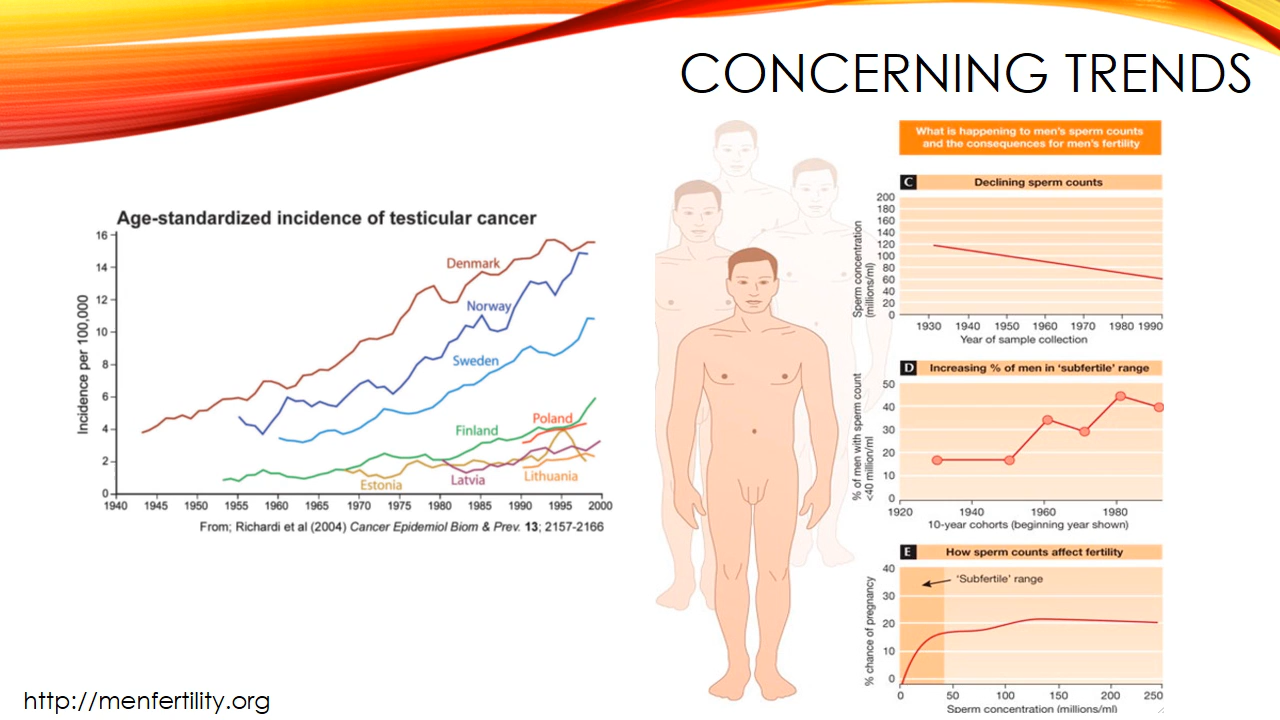 CONCERNING TRENDS
Age-standardized incidence of testicular cancer
Incidence per 100,000
16
14
12
10
8
6
4
2
0
Denmark
Norway
Sweden
Finland
Poland
Estonia
Latvia
Lithuania
1940 1945 1950 1955 1960 1965 1970 1975 1980 1985 1990 1995 2000
From; Richardi et al (2004) Cancer Epidemiol Biom & Prev. 13; 2157-2166
What is happening to men's sperm counts
and the consequences for men's fertility
C Declining sperm counts
Sperm concentration
(millions/ml)
200
180
160
140
120
100
80
60
40
20
0
1930 1940 1950 1960 1970 1980 1990
Year of sample collection
D Increasing % of men in 'subfertile' range
% of men with sperm count
<40 million/ml
50
40
30
20
10
0
1920 1940 1960 1980
10-year cohorts (beginning year shown)
E How sperm counts affect fertility
% chance of pregnancy
40
30
20
10
0
'Subfertile' range
0 50 100 150 200 250
Sperm concentration (millions/ml)
http://menfertility.org